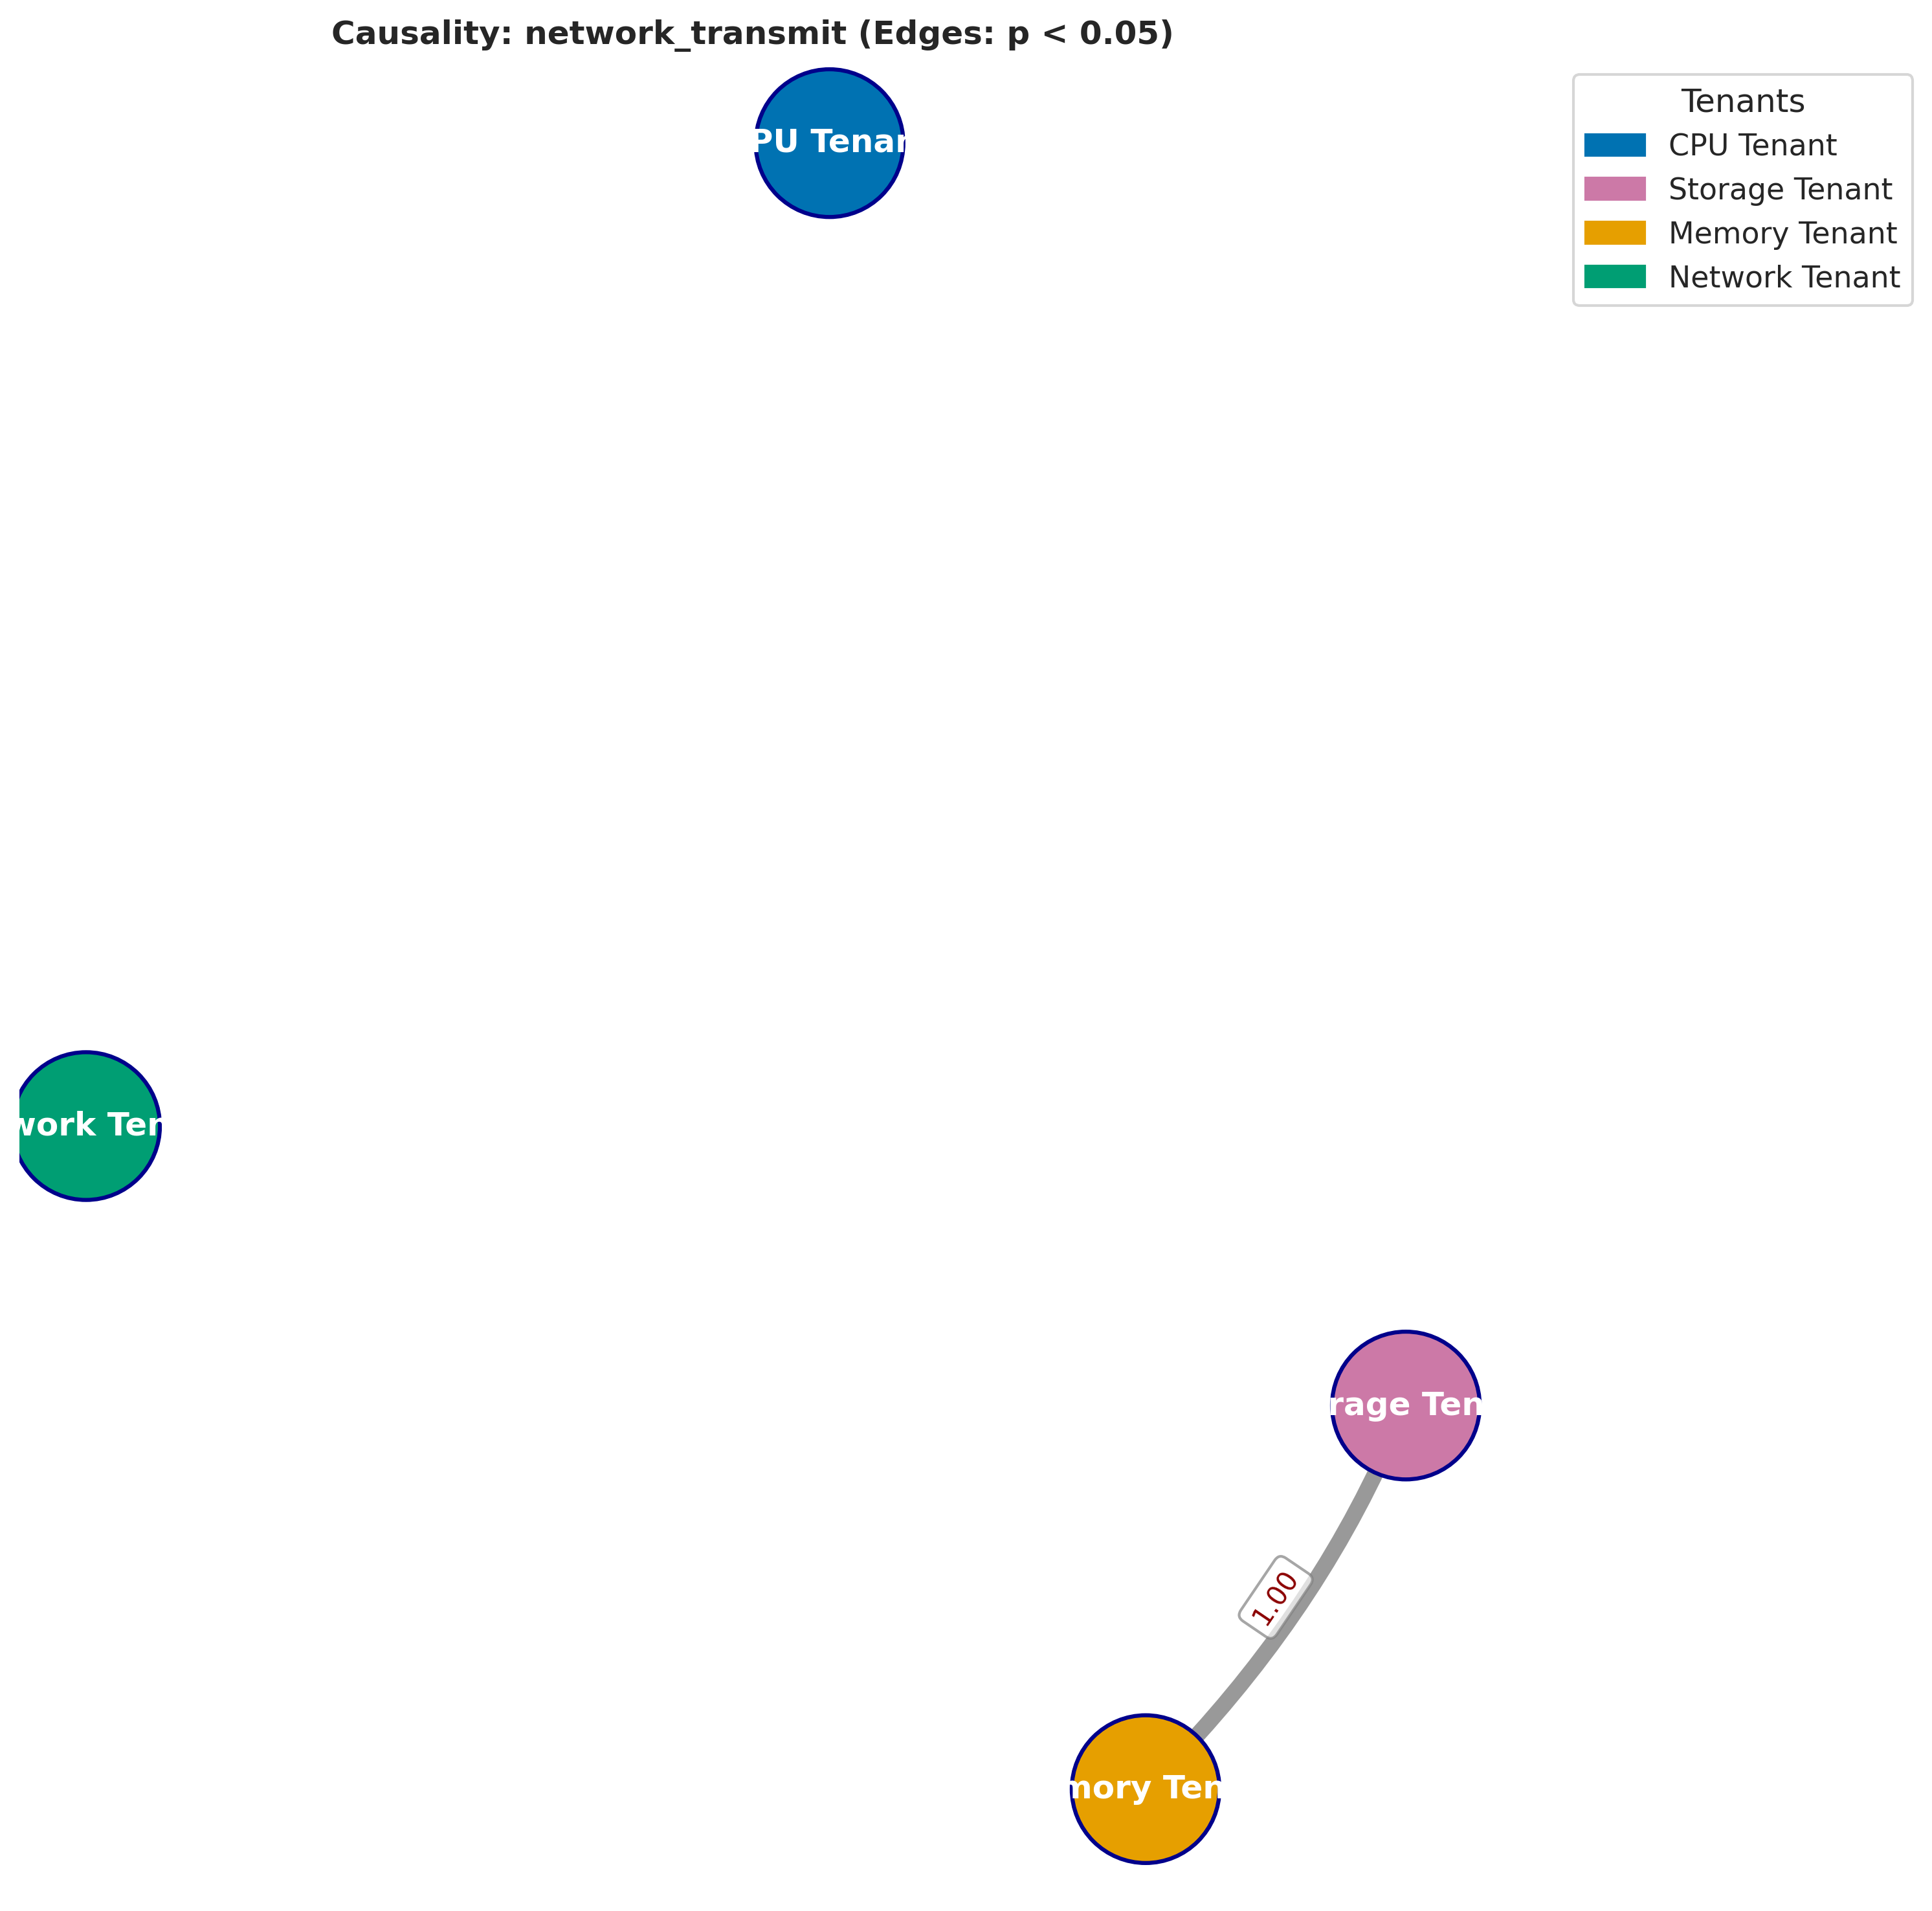 Causality: network_transmit (Edges: p < 0.05)
PU Tenan
Tenants
CPU Tenant
Storage Tenant
Memory Tenant
Network Tenant
work Ten
rage Ten
1.00
mory Ten